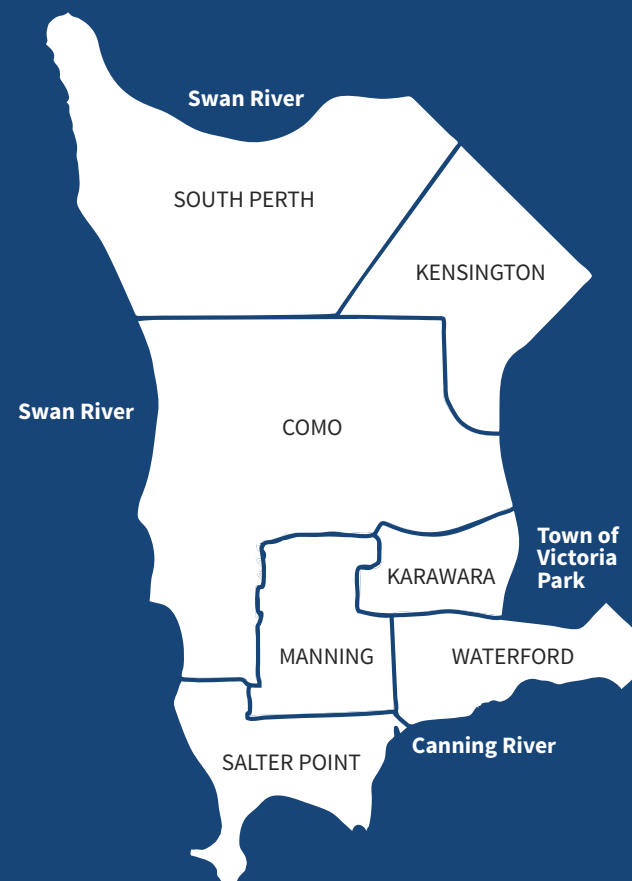 Swan River
SOUTH PERTH
KENSINGTON
Swan River
COMO
Town of
Victoria
Park
KARAWARA
MANNING
WATERFORD
Canning River
SALTER POINT